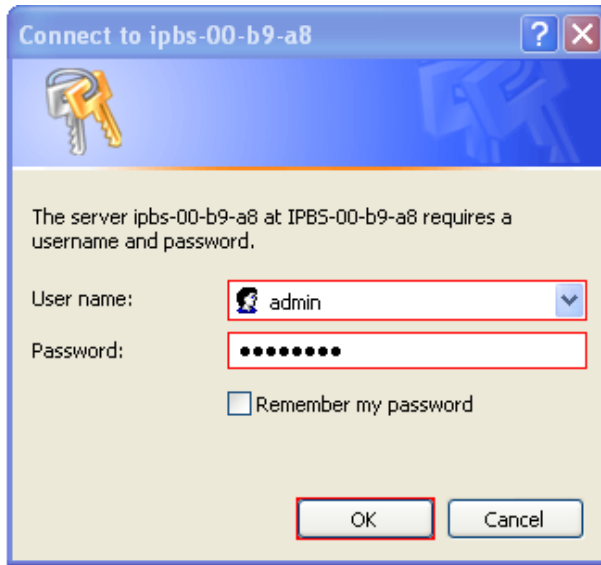 Connect to ipbs-00-b9-a8
The server ipbs-00-b9-a8 at IPBS-00-b9-a8 requires a
username and password.
User name:
admin
Password:
●●●●●●●●
Remember my password
OK
Cancel